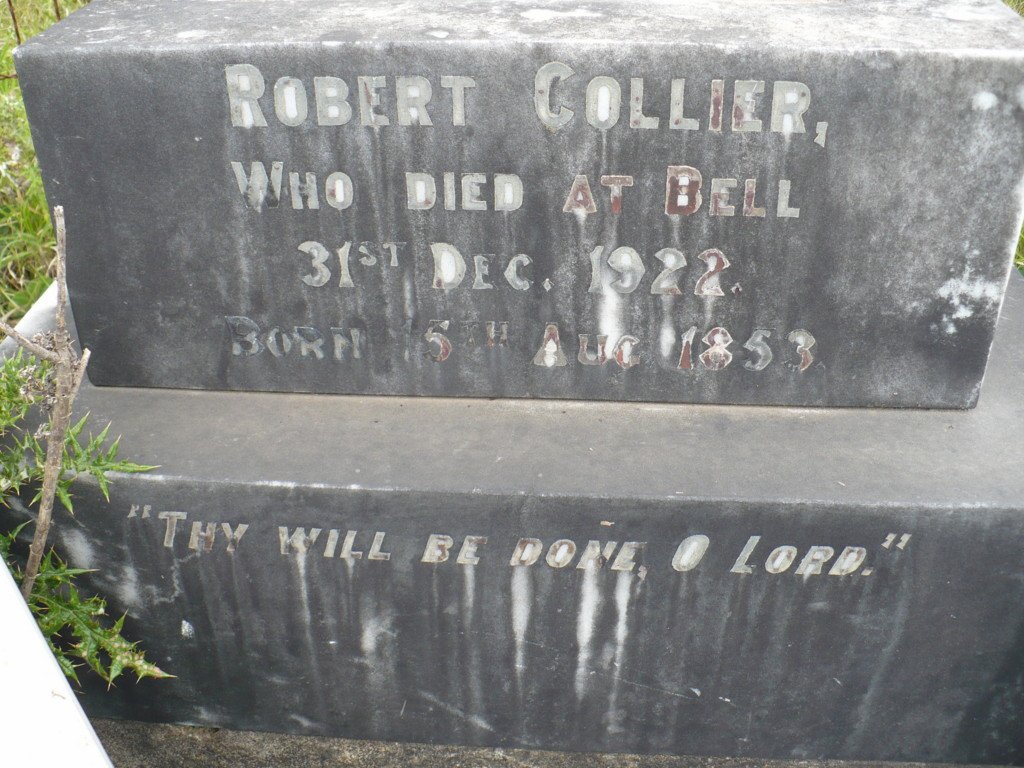 ROBERT COLLIER,
WHO DIED AT BELL
31ST DEC. 1922.
BORN 15TH AUG 1853
"THY WILL BE DONE, O LORD."